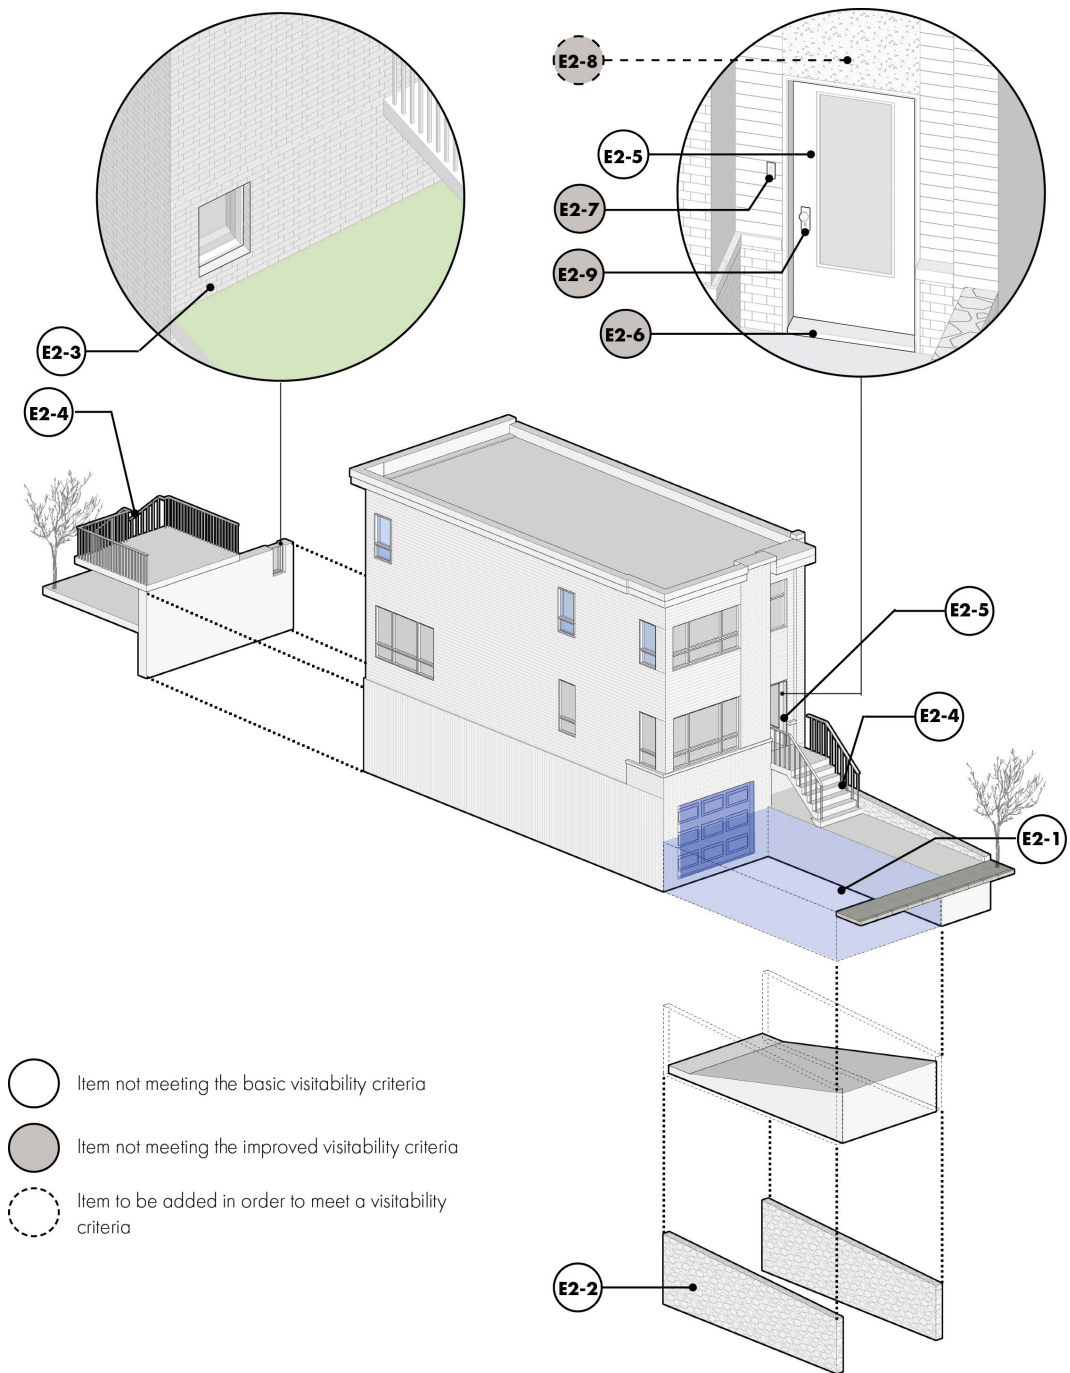 E2-8
E2-5
E2-7
E2-9
E2-6
E2-3
E2-4
E2-5
E2-4
E2-1
Item not meeting the basic visitability criteria
Item not meeting the improved visitability criteria
Item to be added in order to meet a visitability
criteria
E2-2